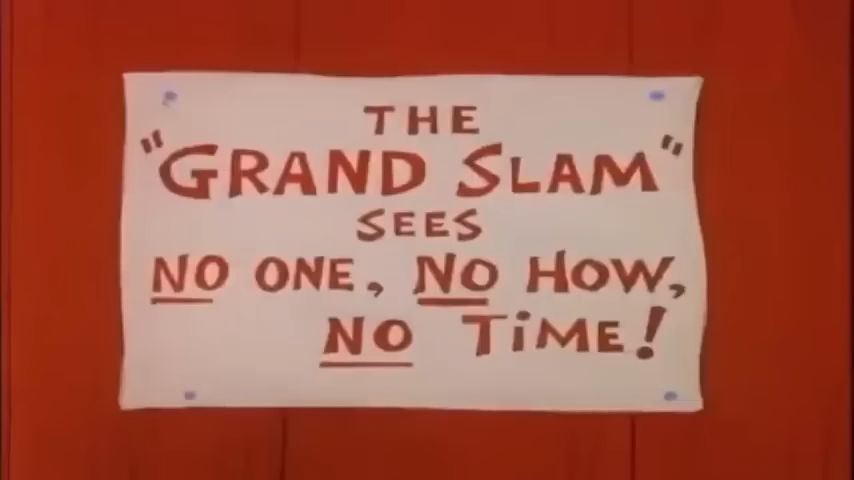 THE
"GRAND SLAM"
SEES
NO ONE, NO HOW,
NO TiME!